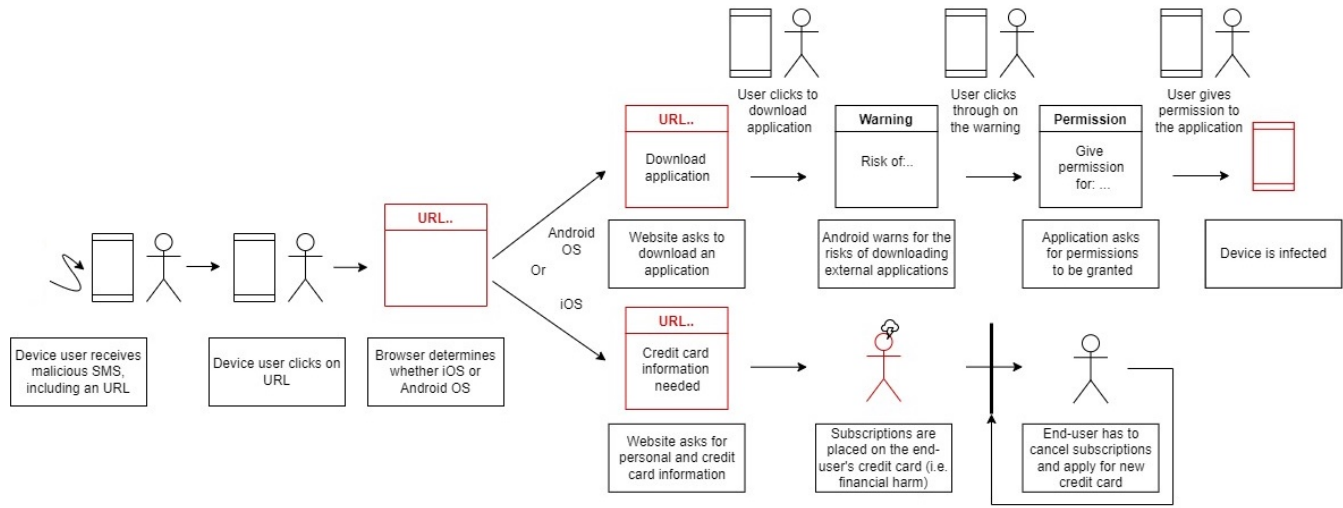 User clicks to
download
application
User clicks
through on
the warning
User gives
permission to
the application
URL..
Download
application
Warning
Risk of:..
Permission
Give
permission
for: ...
URL..
Android
OS
Or
iOS
Website asks to
download an
application
Android warns for the
risks of downloading
external applications
Application asks
for permissions
to be granted
Device is infected
URL..
Credit card
information
needed
Device user receives
malicious SMS,
including an URL
Device user clicks on
URL
Browser determines
whether iOS or
Android OS
Website asks for
personal and credit
card information
Subscriptions are
placed on the end-
user's credit card (i.e.
financial harm)
End-user has to
cancel subscriptions
and apply for new
credit card